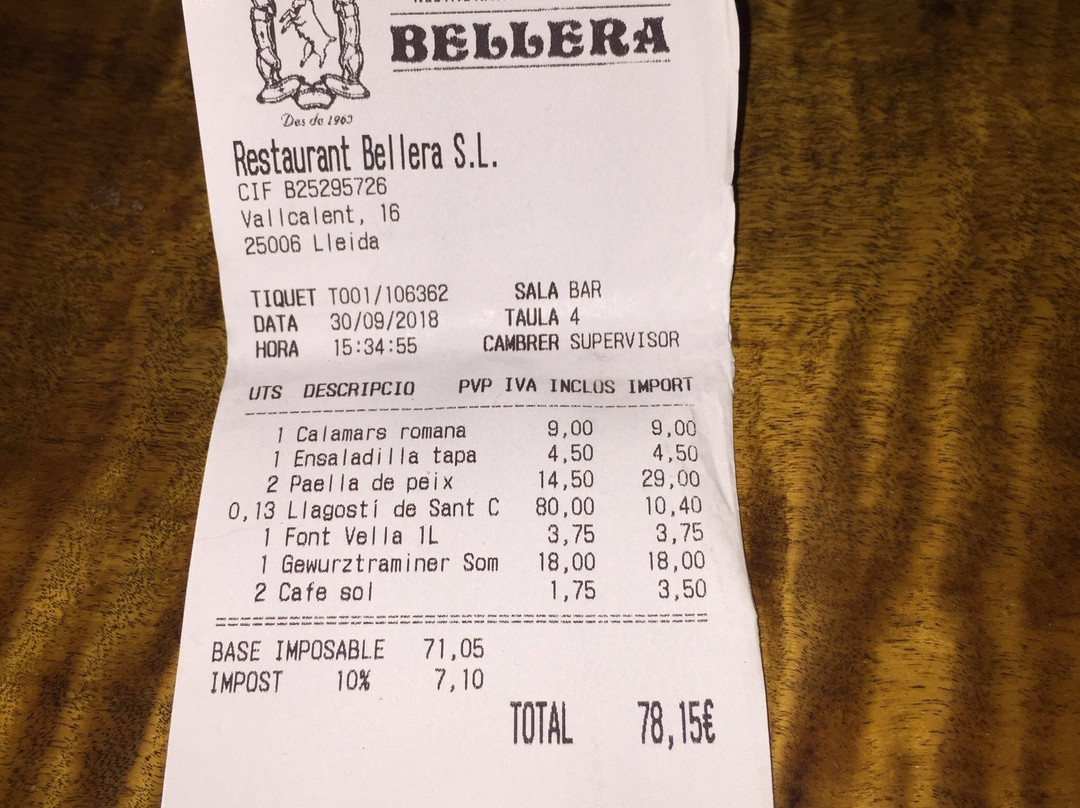 BELLERA
Des de 1963
Restaurant Bellera S.L.
CIF B25295726
Vallcalent, 16
25006 Lleida
TIQUET T001/106362 SALA BAR
DATA 30/09/2018 TAULA 4
HORA 15:34:55 CAMBRER SUPERVISOR
UTS DESCRIPCIO PVP IVA INCLOS IMPORT
1 Calamars romana 9,00 9,00
1 Ensaladilla tapa 4,50 4,50
2 Paella de peix 14,50 29,00
0,13 Llagostí de Sant C 80,00 10,40
1 Font Vella 1L 3,75 3,75
1 Gewurztraminer Som 18,00 18,00
2 Cafe sol 1,75 3,50
BASE IMPOSABLE 71,05
IMPOST 10% 7,10
TOTAL 78,15€